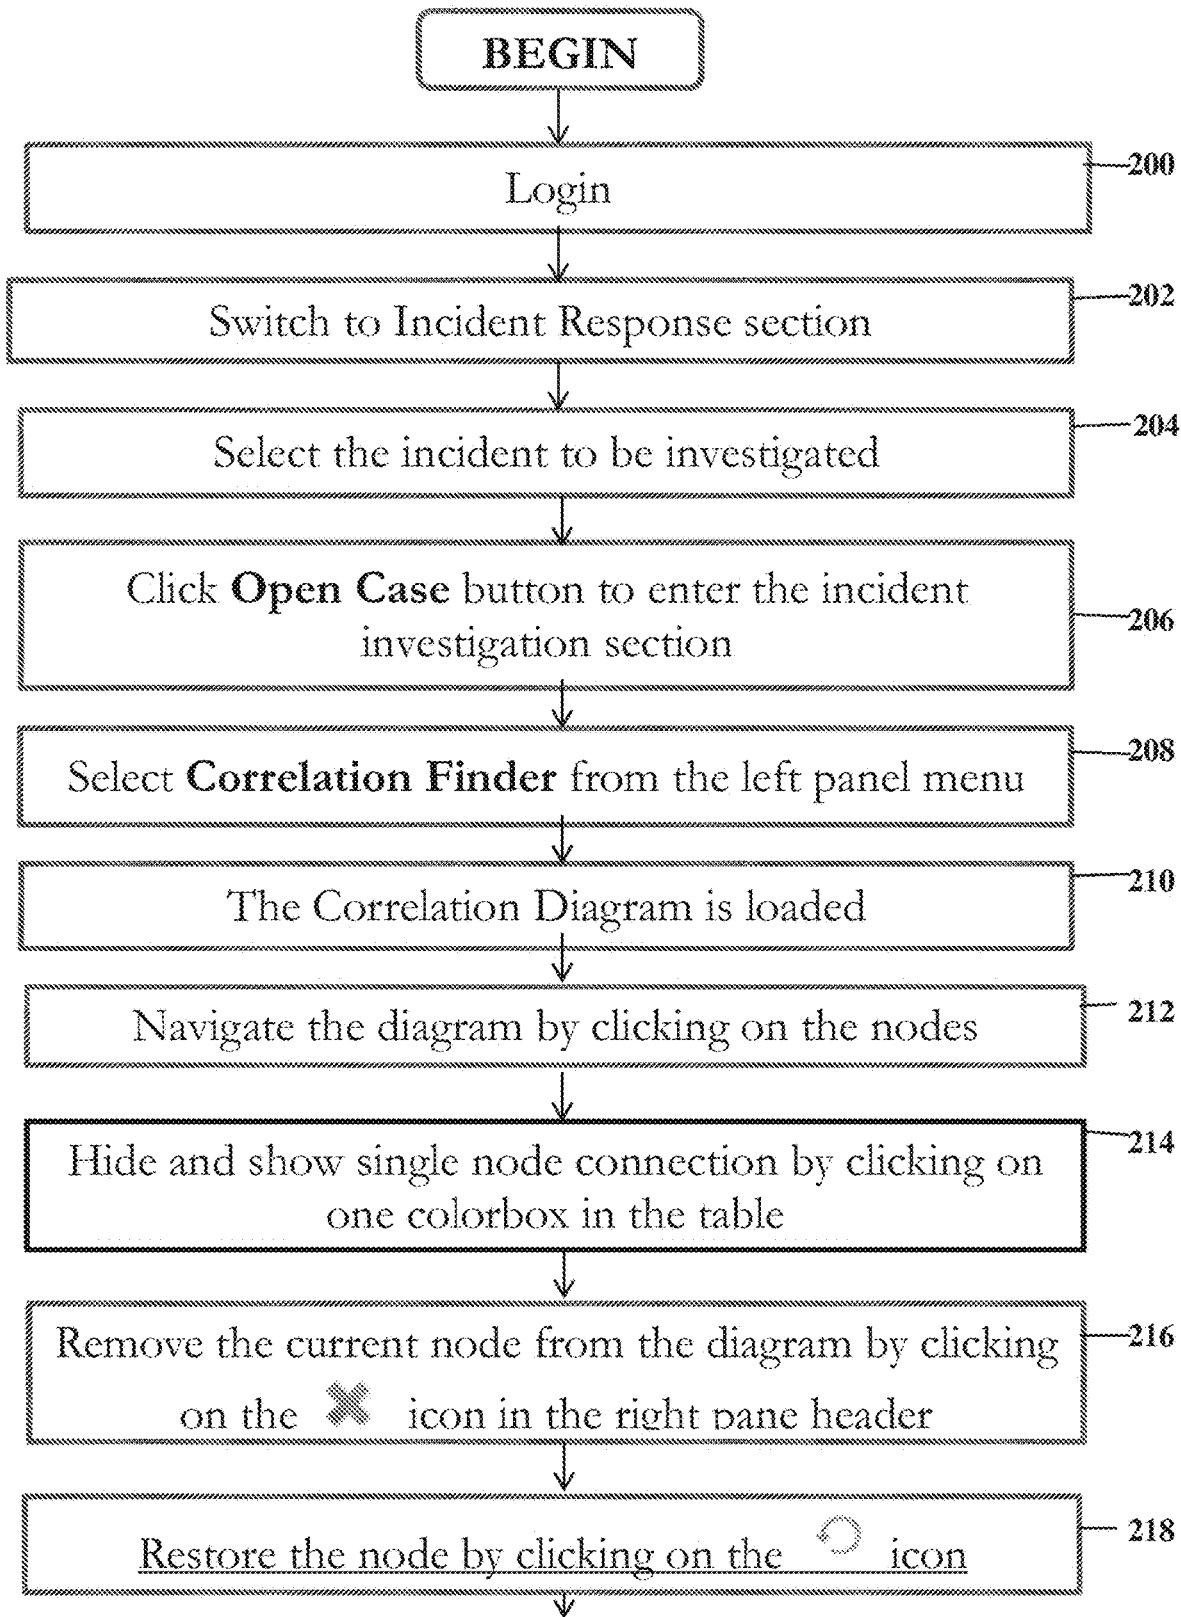 BEGIN
Login
200
Switch to Incident Response section
202
Select the incident to be investigated
204
Click Open Case button to enter the incident
investigation section
206
Select Correlation Finder from the left panel menu
208
The Correlation Diagram is loaded
210
Navigate the diagram by clicking on the nodes
212
Hide and show single node connection by clicking on
one colorbox in the table
214
Remove the current node from the diagram by clicking
on the icon in the right pane header
216
Restore the node by clicking on the icon
218